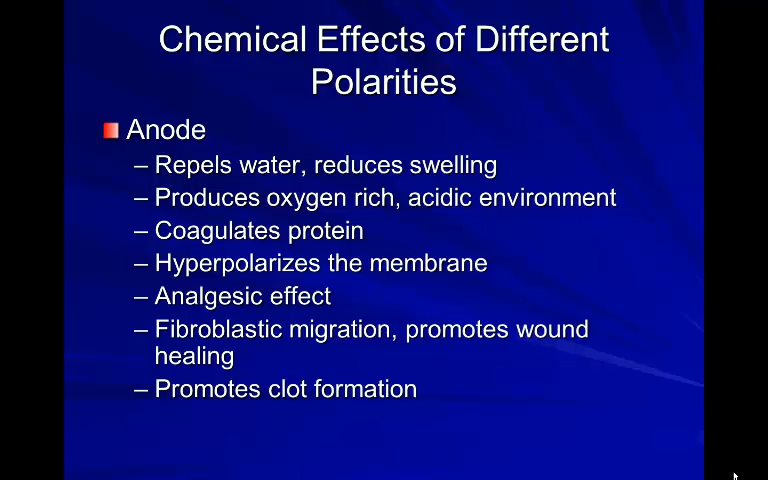 Chemical Effects of Different
Polarities
Anode
– Repels water, reduces swelling
– Produces oxygen rich, acidic environment
– Coagulates protein
– Hyperpolarizes the membrane
– Analgesic effect
– Fibroblastic migration, promotes wound
healing
– Promotes clot formation